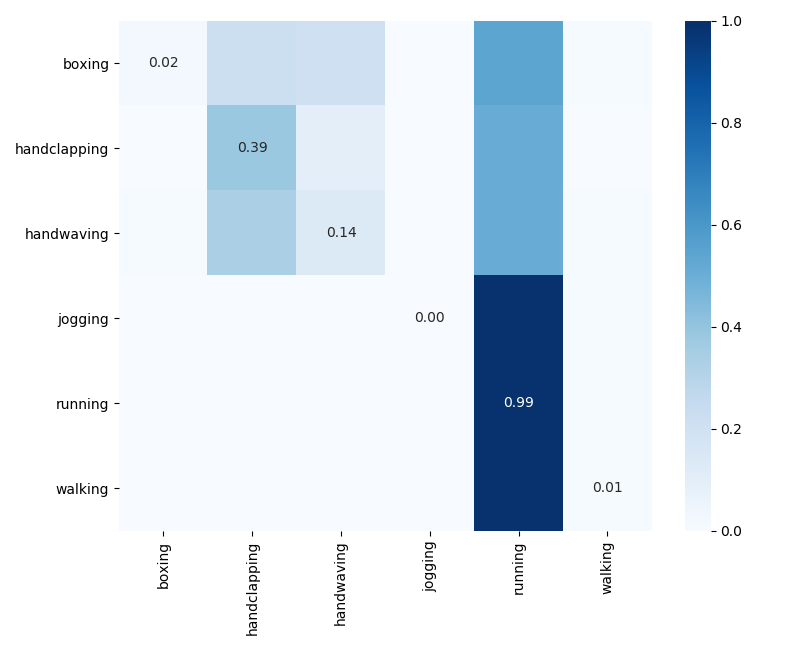 boxing
handclapping
handwaving
jogging
running
walking
0.02
0.39
0.14
0.00
0.99
0.01
boxing
handclapping
handwaving
jogging
running
walking
1.0
0.8
0.6
0.4
0.2
0.0